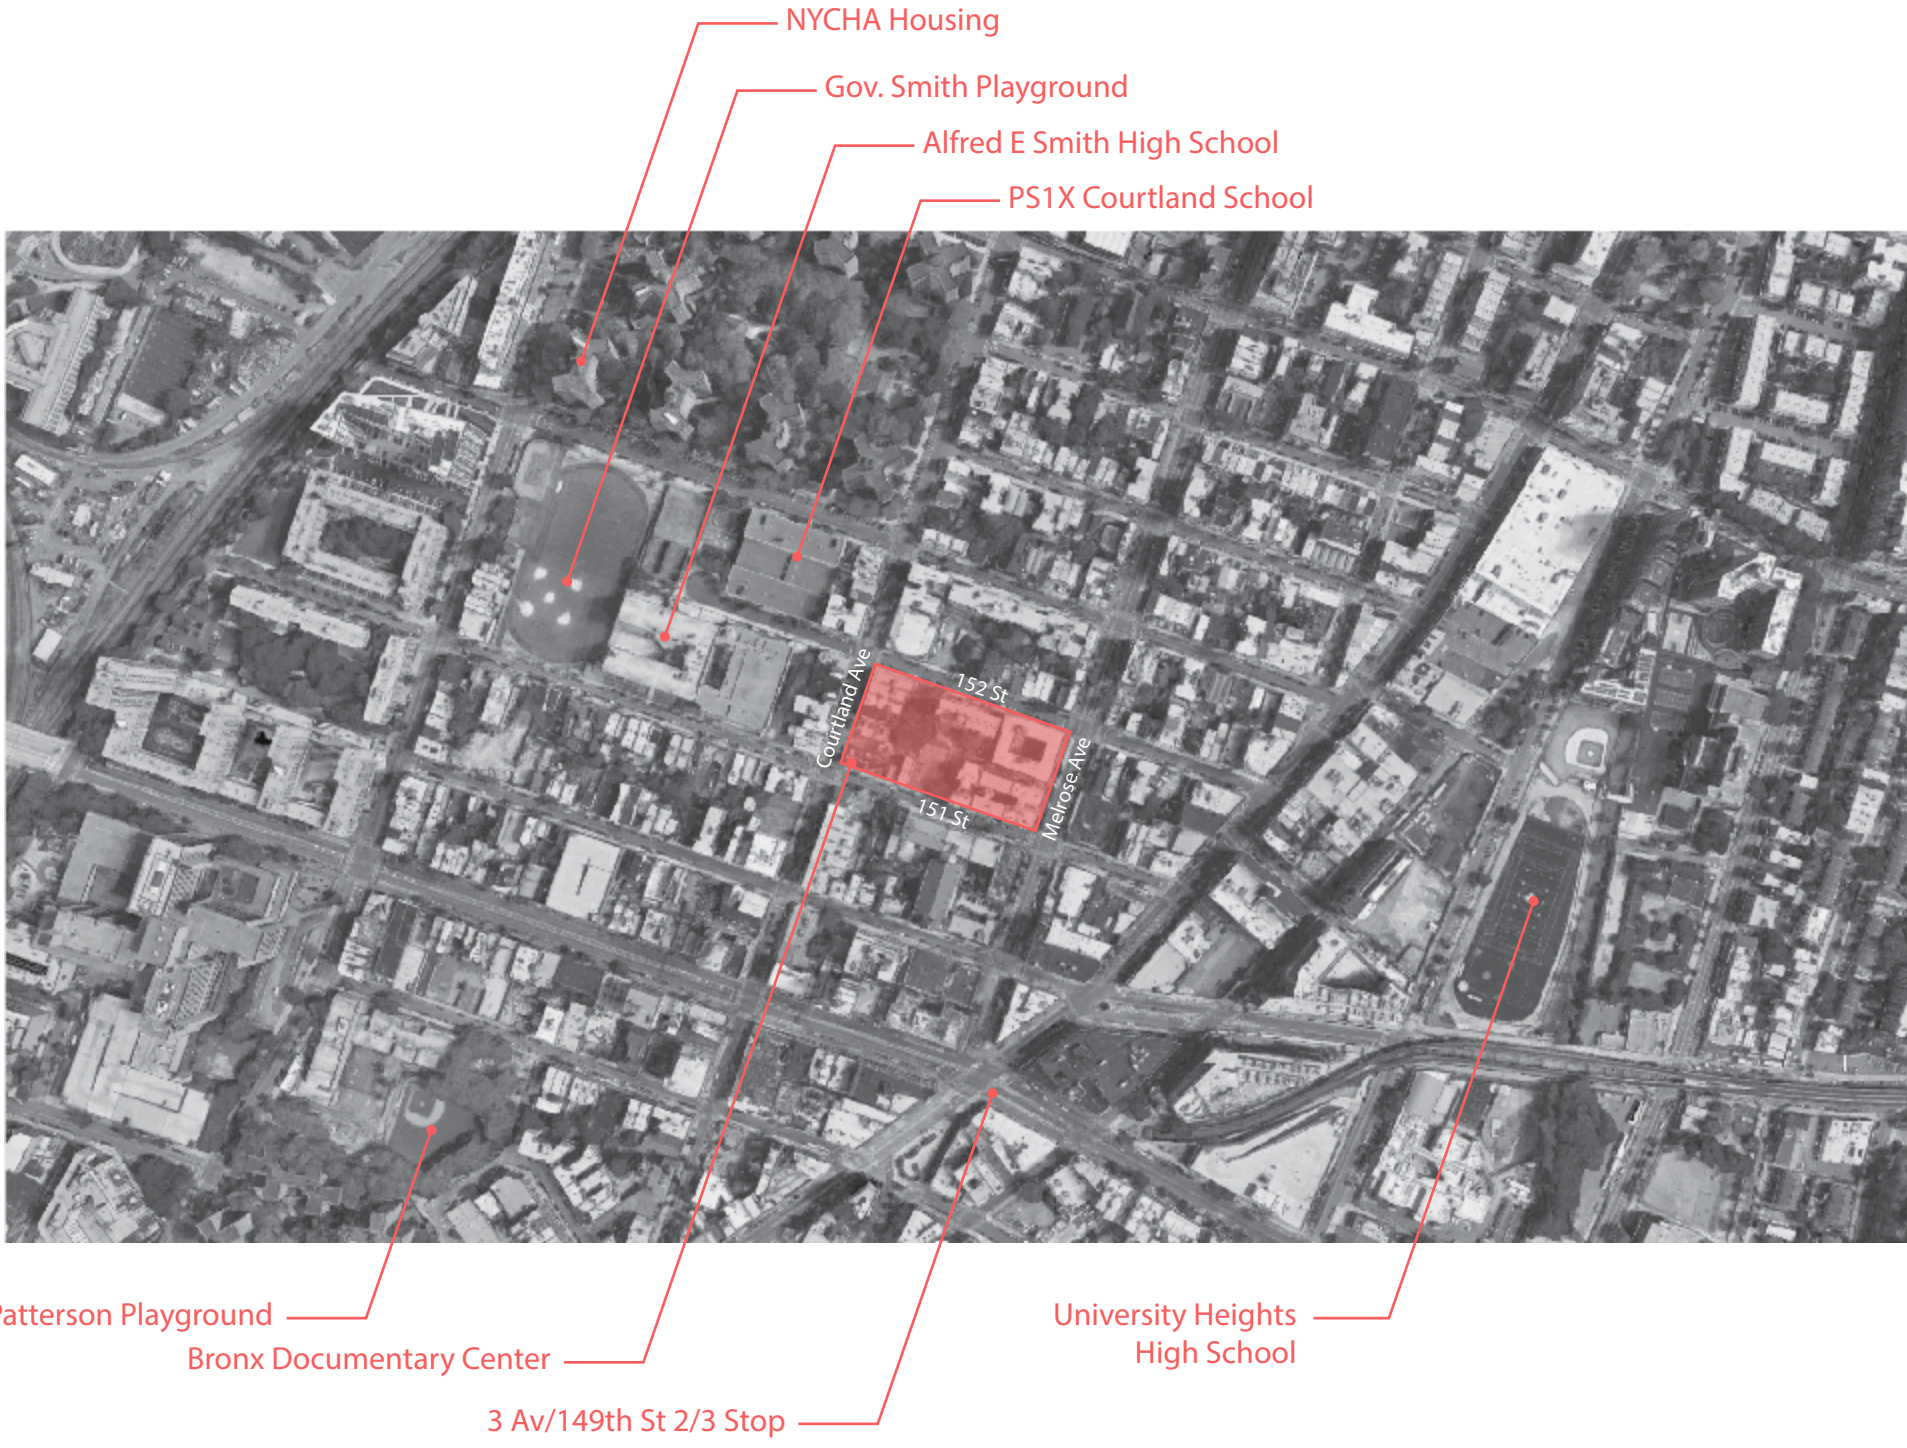 NYCHA Housing
Gov. Smith Playground
Alfred E Smith High School
PS1X Courtland School
Courtland Ave
152 St
151 St
Melrose Ave
Patterson Playground
University Heights
High School
Bronx Documentary Center
3 Av/149th St 2/3 Stop